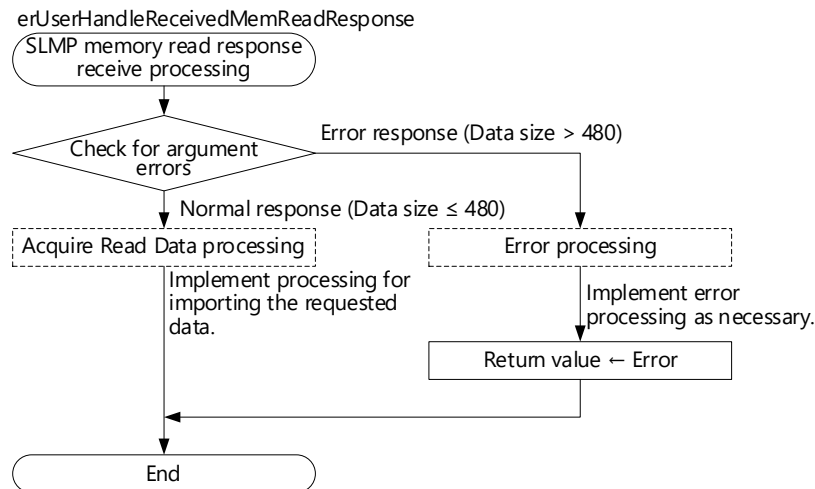 erUserHandleReceivedMemReadResponse
SLMP memory read response
receive processing
Error response (Data size > 480)
Check for argument
errors
Normal response (Data size ≤ 480)
Acquire Read Data processing
Error processing
Implement processing for
importing the requested
data.
Implement error
processing as necessary.
Return value ← Error
End